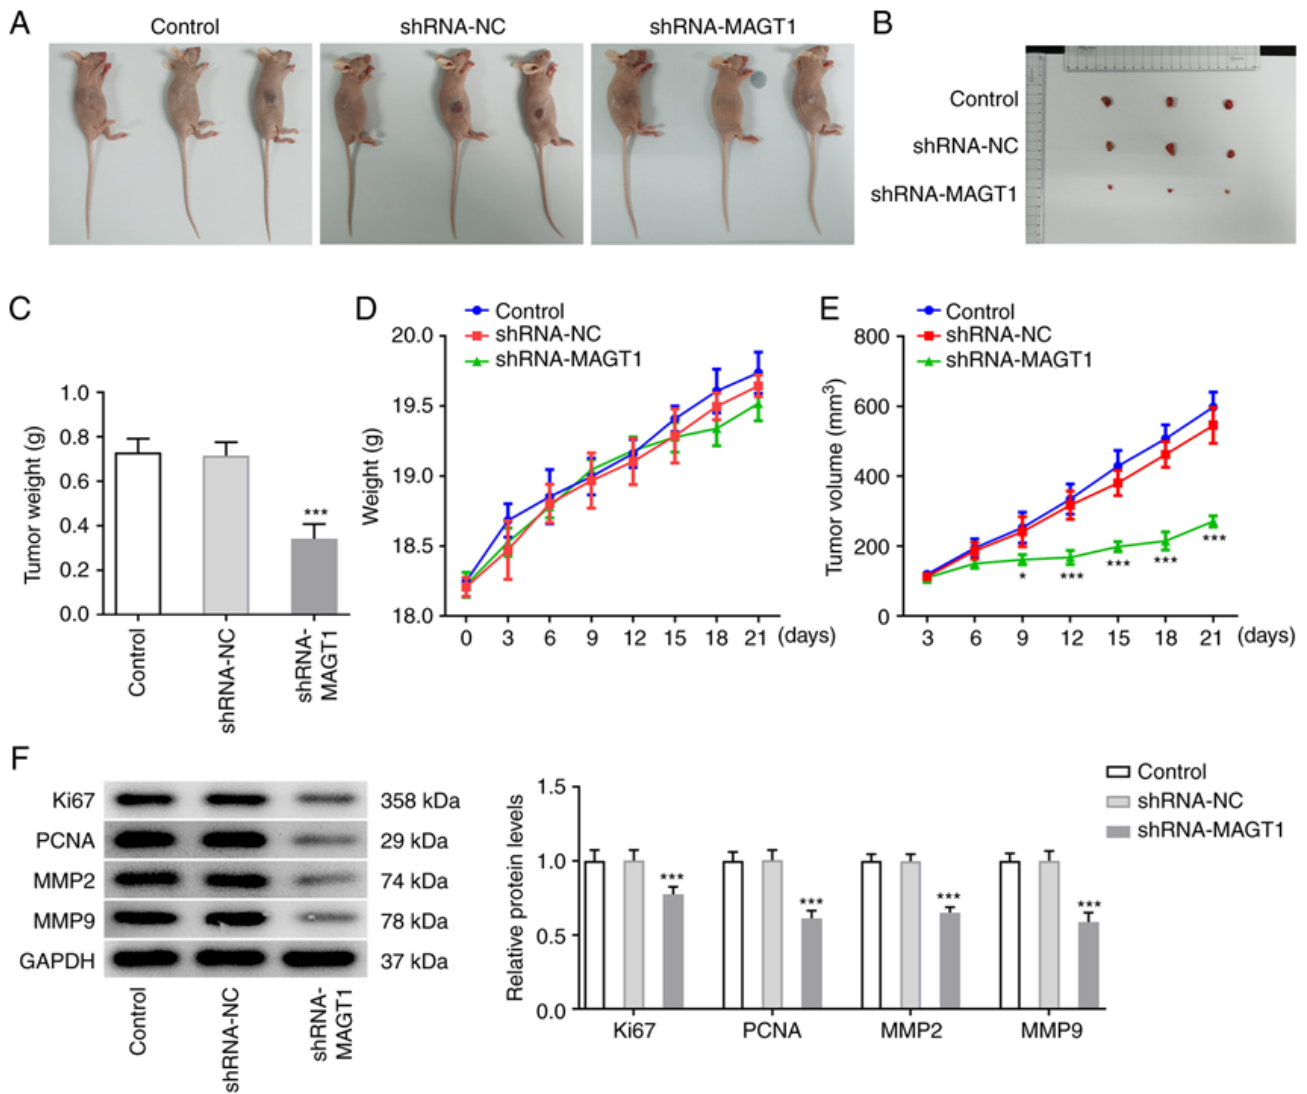 A
Control
shRNA-NC
shRNA-MAGT1
B
Control
shRNA-NC
shRNA-MAGT1
C
Tumor weight (g)
1.0
0.8
0.6
0.4
0.2
0.0
***
Control
shRNA-NC
shRNA-
MAGT1
D
Control
shRNA-NC
shRNA-MAGT1
Weight (g)
20.0
19.5
19.0
18.5
18.0
0 3 6 9 12 15 18 21 (days)
E
Control
shRNA-NC
shRNA-MAGT1
Tumor volume (mm³)
800
600
400
200
0
* *** *** *** ***
3 6 9 12 15 18 21 (days)
F
Ki67 358 kDa
PCNA 29 kDa
MMP2 74 kDa
MMP9 78 kDa
GAPDH 37 kDa
Control
shRNA-NC
shRNA-
MAGT1
Relative protein levels
1.5
1.0
0.5
0.0
*** *** *** ***
Ki67 PCNA MMP2 MMP9
Control
shRNA-NC
shRNA-MAGT1